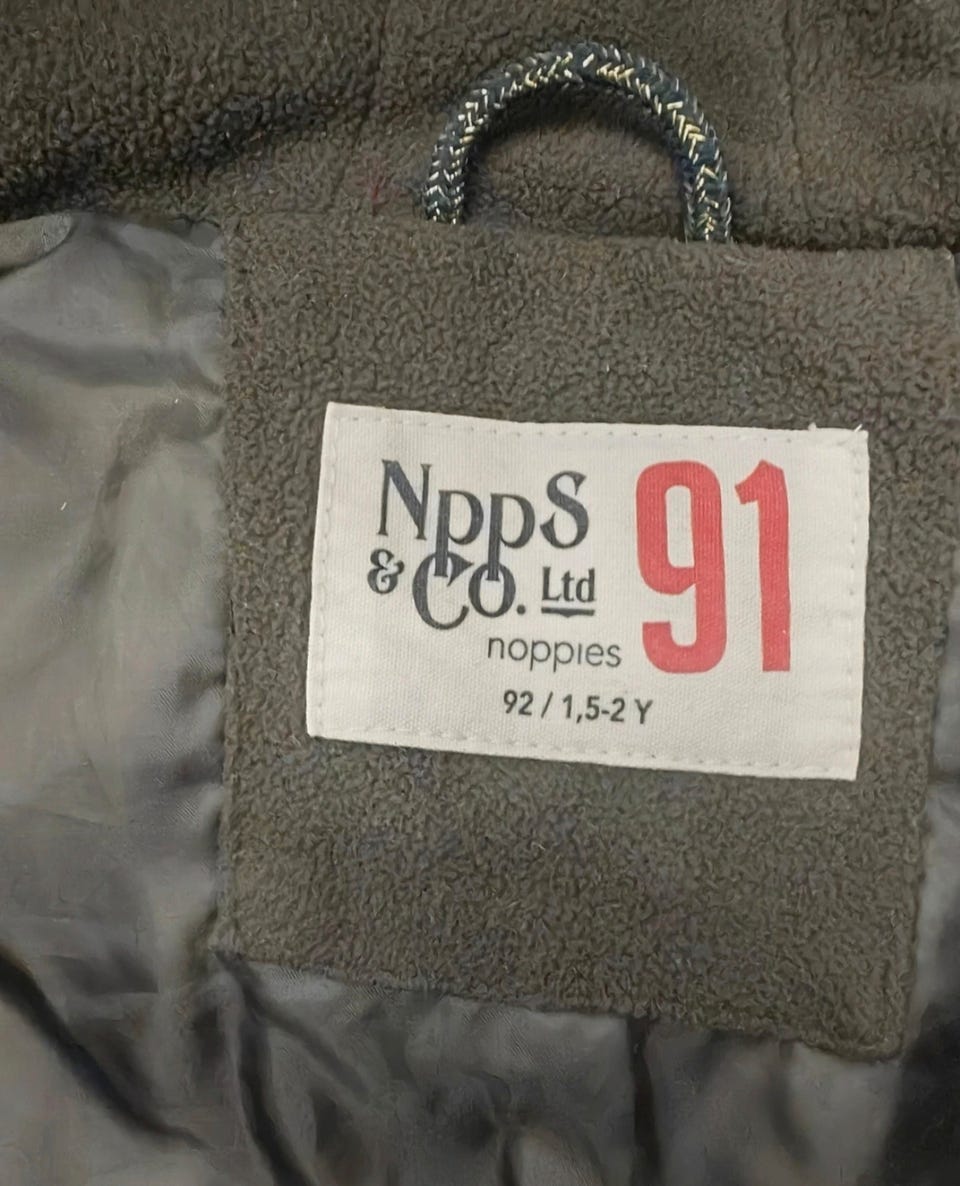 NppS
& Co. Ltd
91
noppies
92 / 1,5-2 Y